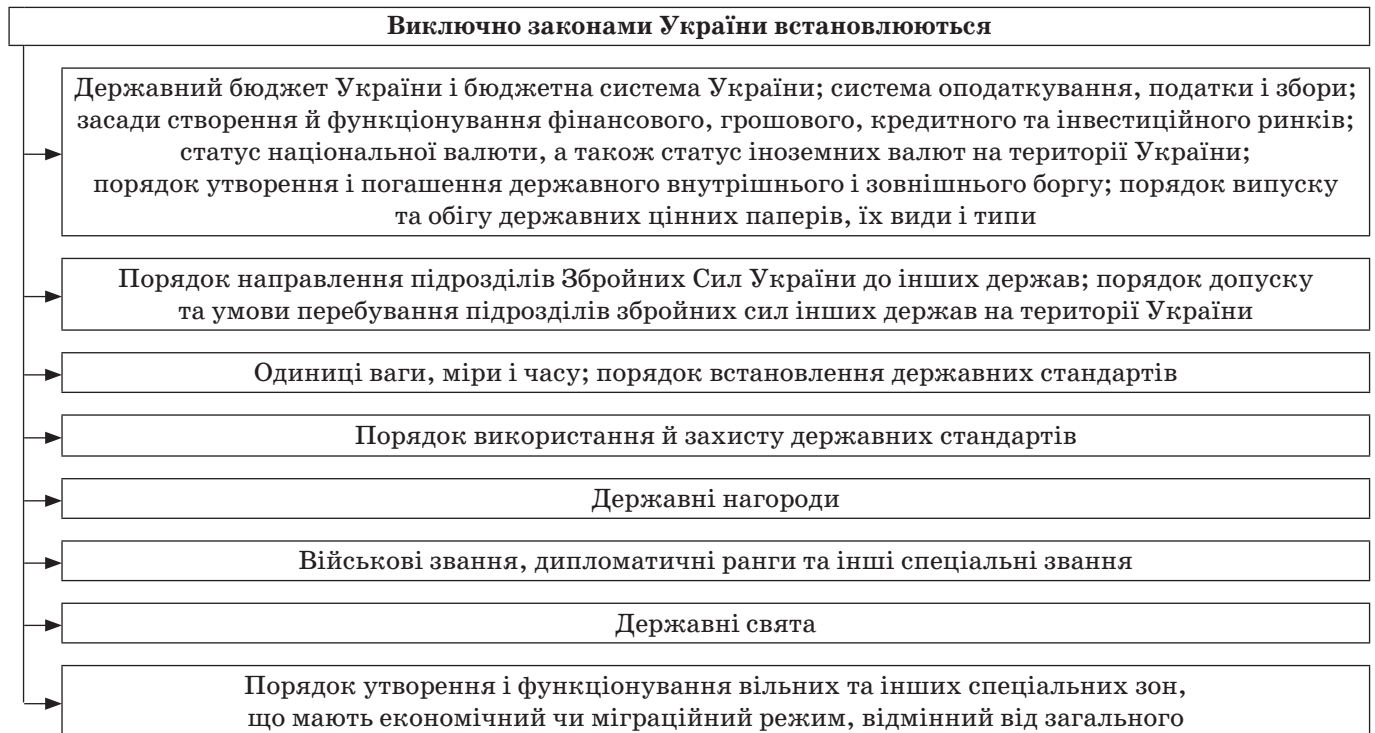 Виключно законами України встановлюються
Державний бюджет України і бюджетна система України; система оподаткування, податки і збори;
засади створення й функціонування фінансового, грошового, кредитного та інвестиційного ринків;
статус національної валюти, а також статус іноземних валют на території України;
порядок утворення і погашення державного внутрішнього і зовнішнього боргу; порядок випуску
та обігу державних цінних паперів, їх види і типи
Порядок направлення підрозділів Збройних Сил України до інших держав; порядок допуску
та умови перебування підрозділів збройних сил інших держав на території України
Одиниці ваги, міри і часу; порядок встановлення державних стандартів
Порядок використання й захисту державних стандартів
Державні нагороди
Військові звання, дипломатичні ранги та інші спеціальні звання
Державні свята
Порядок утворення і функціонування вільних та інших спеціальних зон,
що мають економічний чи міграційний режим, відмінний від загального